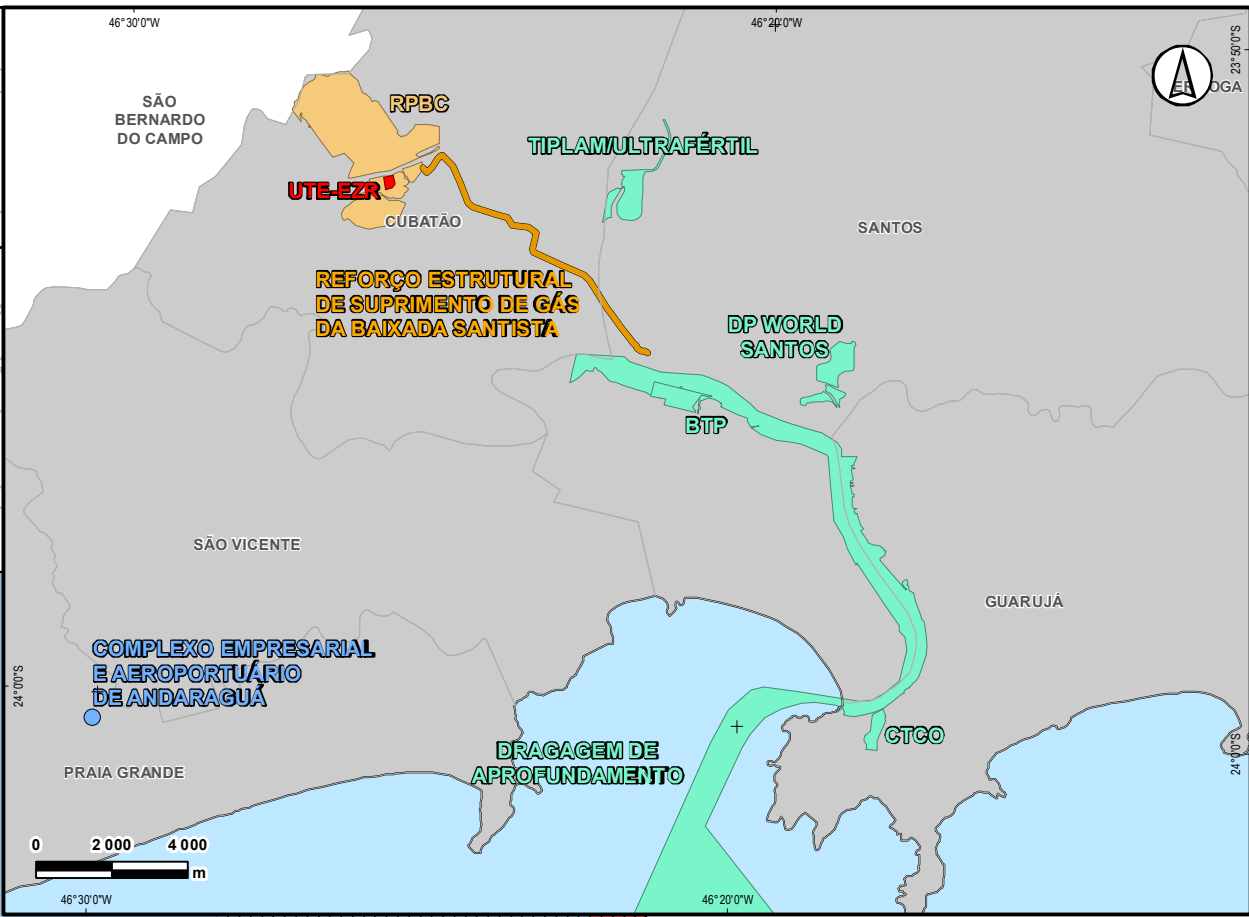 46°30'0"W
46°20'0"W
23°50'0"S
SÃO
BERNARDO
DO CAMPO
RPBC
OGA
TIPLAM/ULTRAFÉRTIL
UTE-EZR
CUBATÃO
SANTOS
REFORÇO ESTRUTURAL
DE SUPRIMENTO DE GÁS
DA BAIXADA SANTISTA
DP WORLD
SANTOS
BTP
SÃO VICENTE
GUARUJÁ
COMPLEXO EMPRESARIAL
E AEROPORTUÁRIO
DE ANDARAGUÁ
24°0'0"S
CTCO
DRAGAGEM DE
APROFUNDAMENTO
24°0'0"S
PRAIA GRANDE
0 2 000 4 000
m
46°30'0"W
46°20'0"W